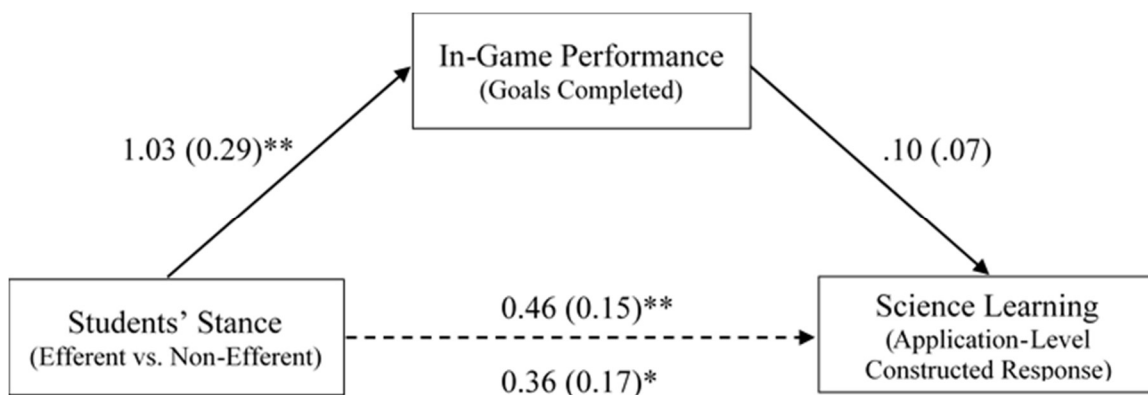 In-Game Performance
(Goals Completed)
1.03 (0.29)**
.10 (.07)
Students’ Stance
(Efferent vs. Non-Efferent)
0.46 (0.15)**
0.36 (0.17)*
Science Learning
(Application-Level
Constructed Response)